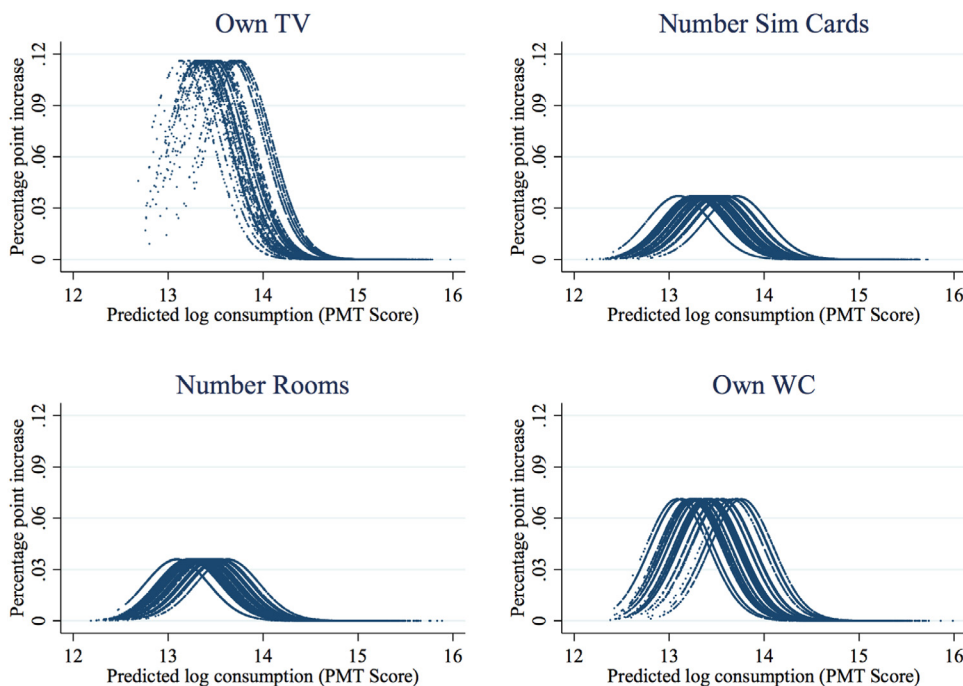 Own TV
Percentage point increase
.12
.09
.06
.03
0
12 13 14 15 16
Predicted log consumption (PMT Score)
Number Sim Cards
Percentage point increase
.12
.09
.06
.03
0
12 13 14 15 16
Predicted log consumption (PMT Score)
Number Rooms
Percentage point increase
.12
.09
.06
.03
0
12 13 14 15 16
Predicted log consumption (PMT Score)
Own WC
Percentage point increase
.12
.09
.06
.03
0
12 13 14 15 16
Predicted log consumption (PMT Score)